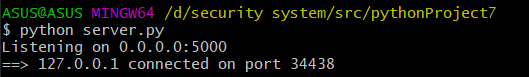 ASUS@ASUS MINGW64 /d/security system/src/pythonProject7
$ python server.py
Listening on 0.0.0.0:5000
==> 127.0.0.1 connected on port 34438